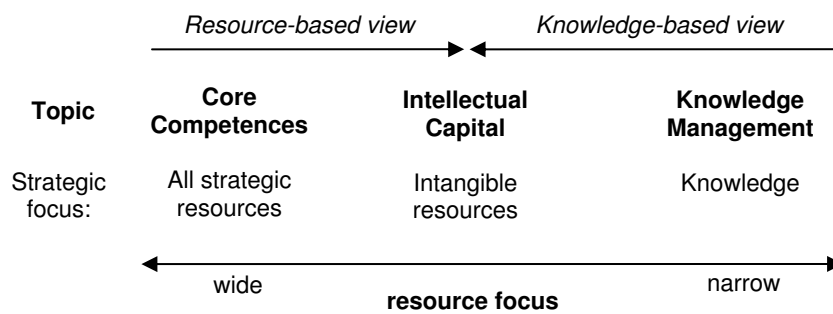 Resource-based view Knowledge-based view
Topic Core Competences Intellectual Capital Knowledge Management
Strategic focus: All strategic resources Intangible resources Knowledge
wide narrow
resource focus